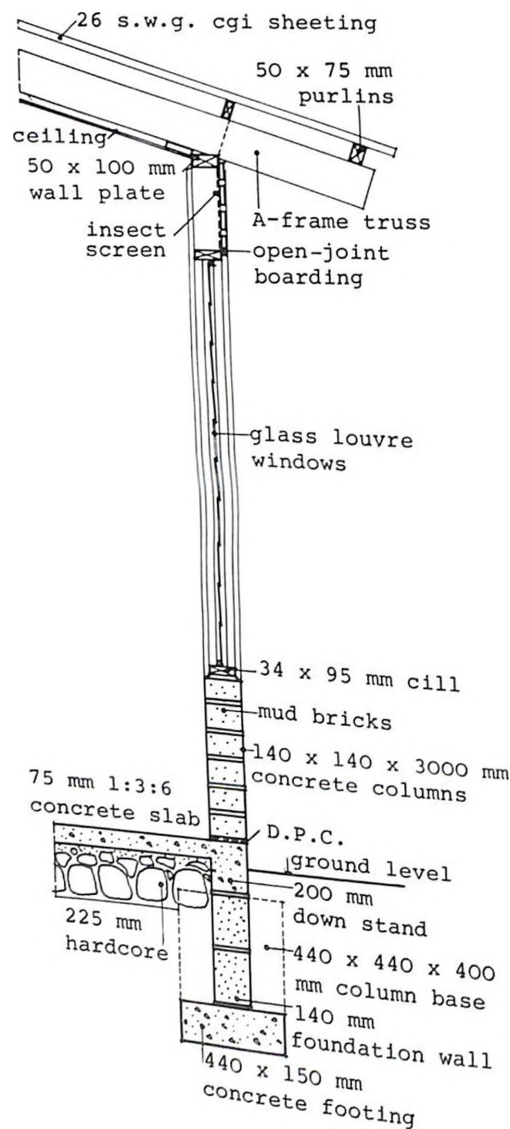 26 s.w.g. cgi sheeting
50 x 75 mm
purlins
ceiling
50 x 100 mm
wall plate
A-frame truss
insect
screen
open-joint
boarding
glass louvre
windows
34 x 95 mm cill
mud bricks
140 x 140 x 3000 mm
concrete columns
75 mm 1:3:6
concrete slab
D.P.C.
ground level
200 mm
down stand
225 mm
hardcore
440 x 440 x 400
mm column base
140 mm
foundation wall
440 x 150 mm
concrete footing